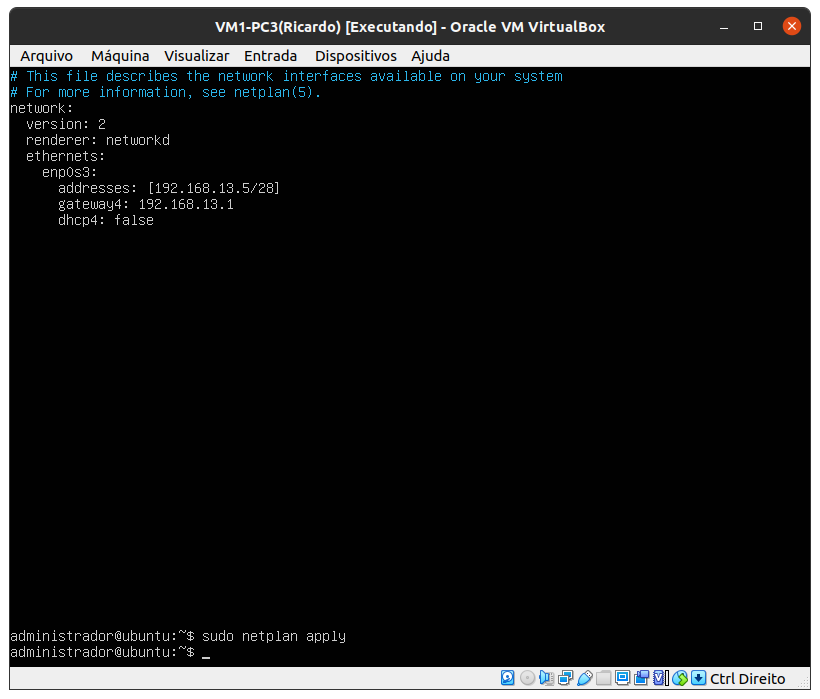 VM1-PC3(Ricardo) [Executando] - Oracle VM VirtualBox
Arquivo Máquina Visualizar Entrada Dispositivos Ajuda
# This file describes the network interfaces available on your system
# For more information, see netplan(5).
network:
  version: 2
  renderer: networkd
  ethernets:
    enp0s3:
      addresses: [192.168.13.5/28]
      gateway4: 192.168.13.1
      dhcp4: false
administrador@ubuntu:~$ sudo netplan apply
administrador@ubuntu:~$ _
Ctrl Direito